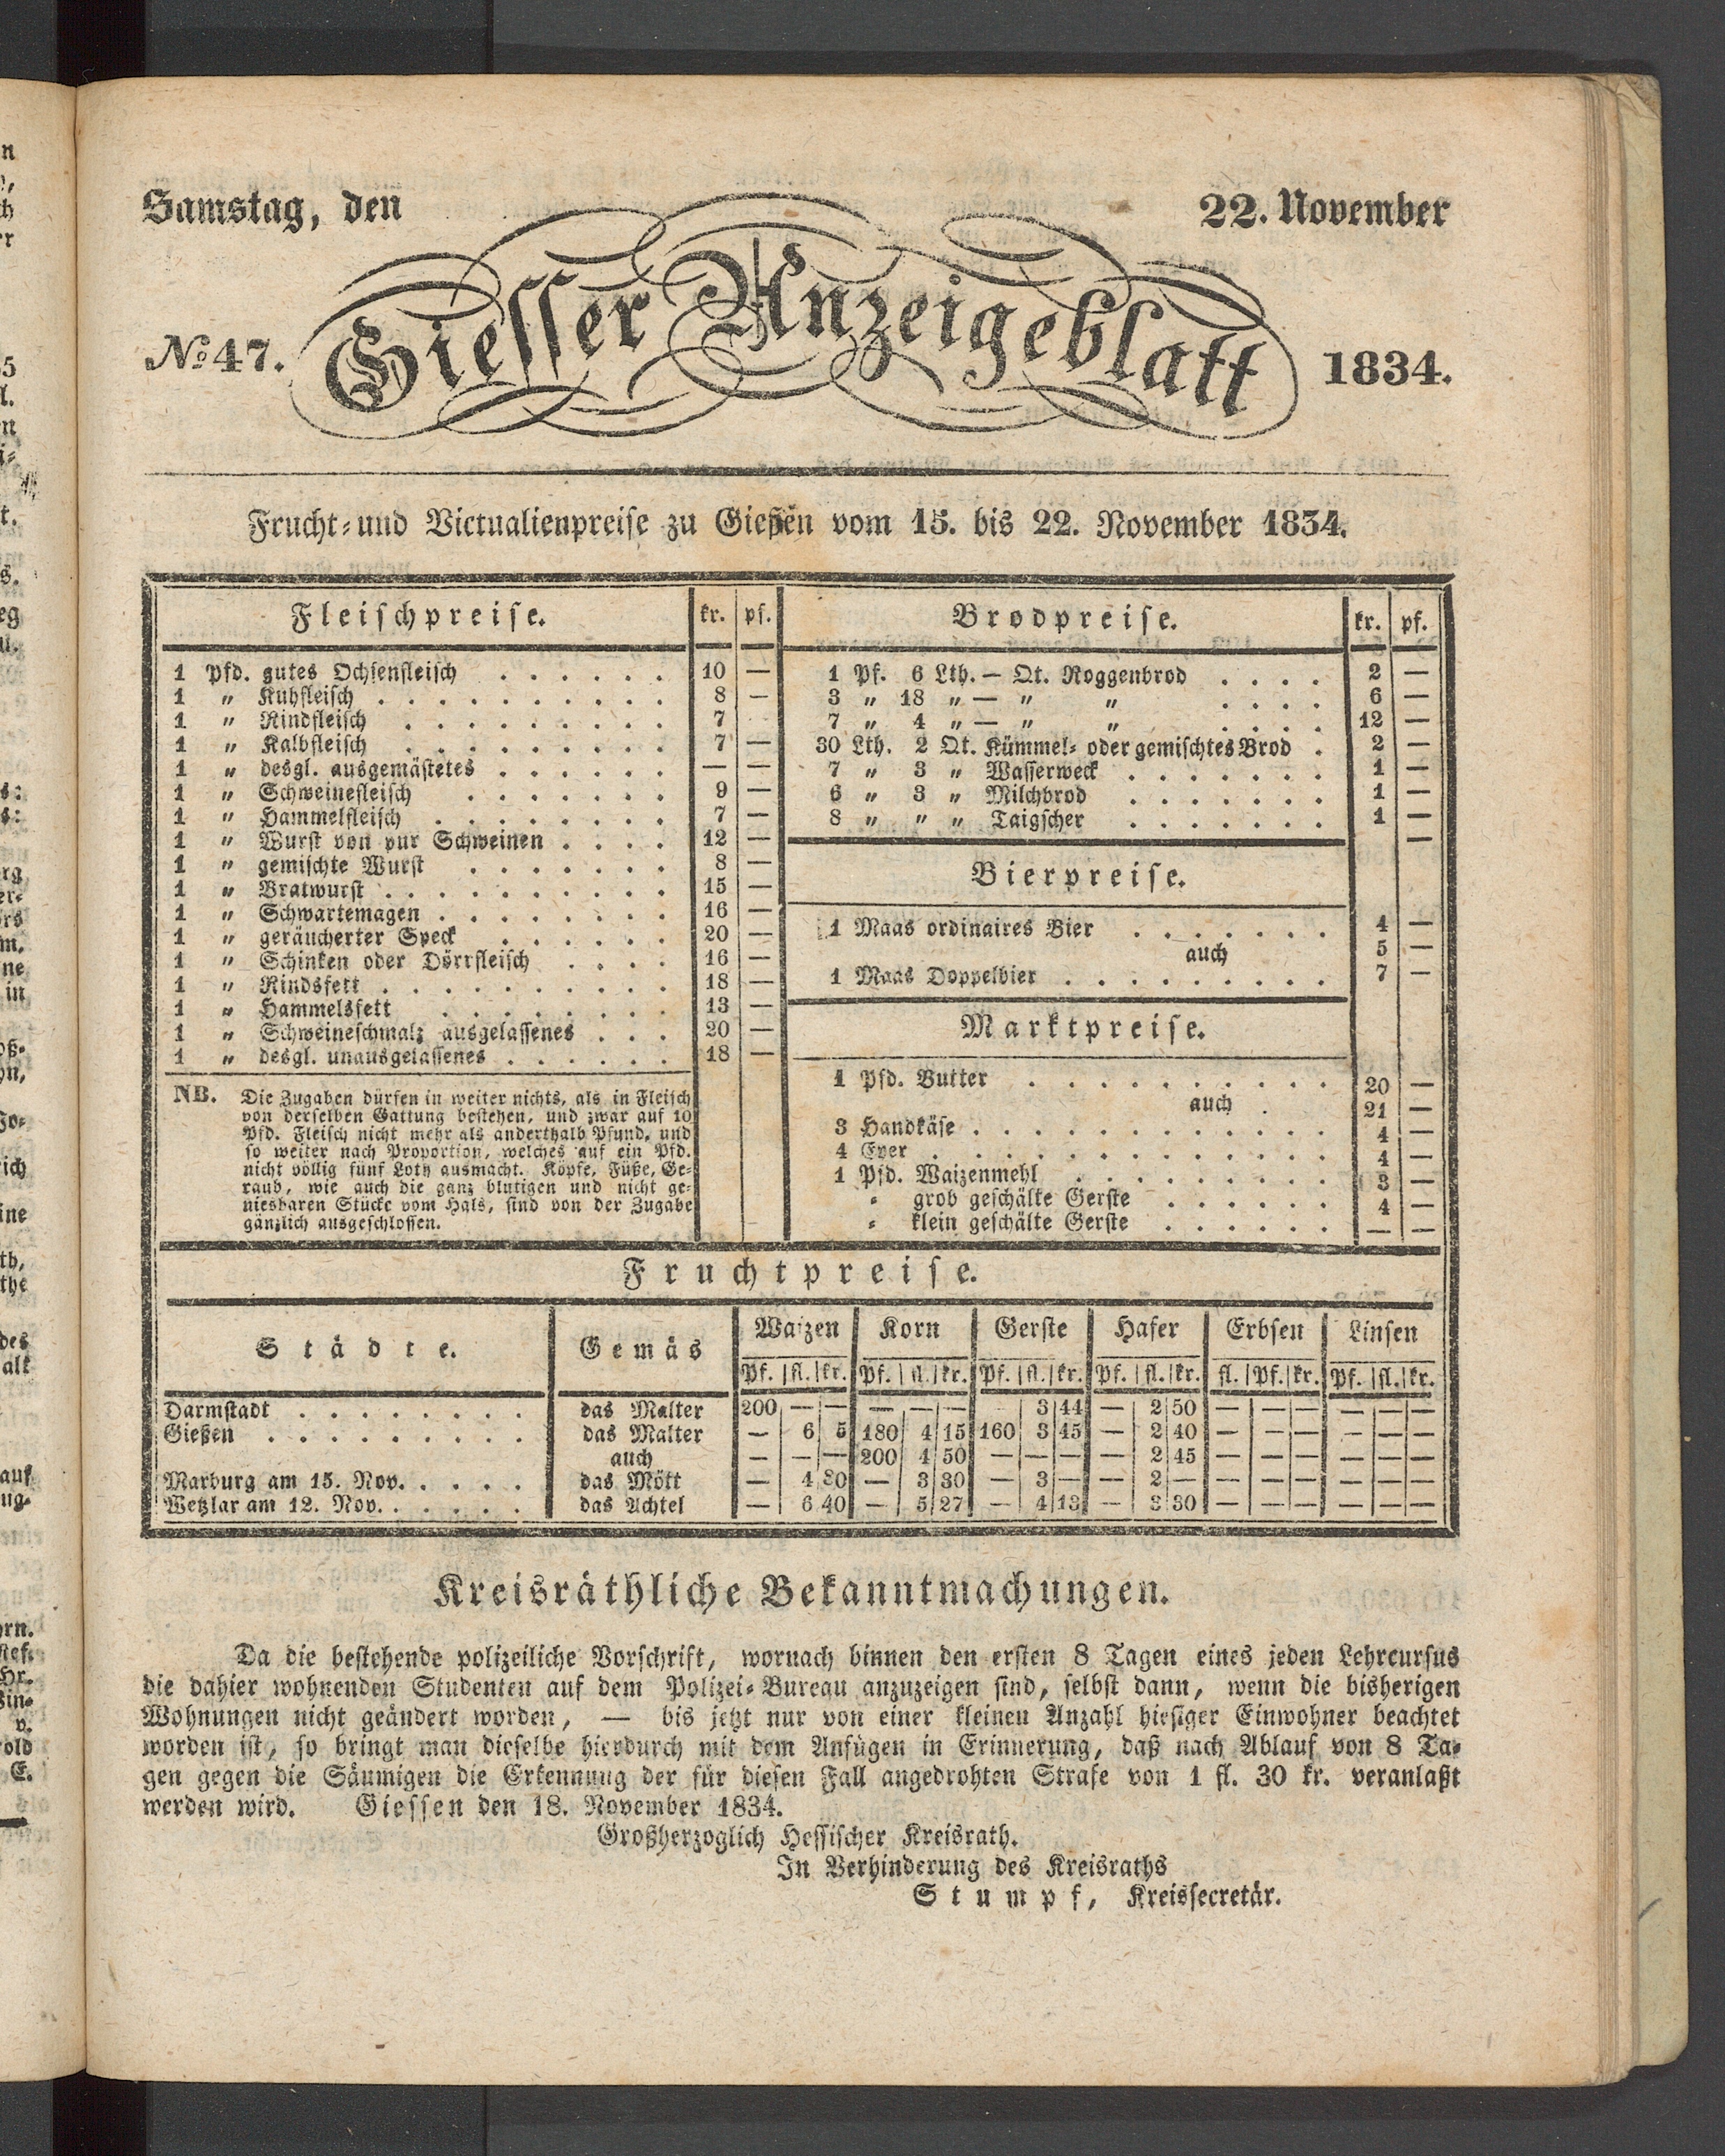 Samstag, den 22. November
No. 47. Giesser Anzeigeblatt 1834.
Frucht- und Victualienpreise zu Gießen vom 15. bis 22. November 1834.
Fleischpreise. kr. pf.
1 Pfd. gutes Ochsenfleisch . . . . . . 10 —
1 „ Kuhfleisch . . . . . . . . . . 8 —
1 „ Rindfleisch . . . . . . . . . 7
1 „ Kalbfleisch . . . . . . . . . 7 —
1 „ desgl. ausgemästetes . . . . . . — —
1 „ Schweinefleisch . . . . . . . 9 —
1 „ Hammelfleisch . . . . . . . . 7 —
1 „ Wurst von pur Schweinen . . . . 12 —
1 „ gemischte Wurst . . . . . . . 8 —
1 „ Bratwurst . . . . . . . . . . 15 —
1 „ Schwartemagen . . . . . . . . 16 —
1 „ geräucherter Speck . . . . . . 20 —
1 „ Schinken oder Dörrfleisch . . . . 16 —
1 „ Rindsfett . . . . . . . . . . 18 —
1 „ Hammelsfett . . . . . . . . 13 —
1 „ Schweineschmalz ausgelassenes . . . 20 —
1 „ desgl. unausgelassenes . . . . . . 18 —
NB. Die Zugaben dürfen in weiter nichts, als in Fleisch
von derselben Gattung bestehen, und zwar auf 10
Pfd. Fleisch nicht mehr als anderthalb Pfund, und
so weiter nach Proportion, welches auf ein Pfd.
nicht völlig fünf Loth ausmacht. Köpfe, Füße, Ge-
raub, wie auch die ganz blutigen und nicht ge-
niesbaren Stücke vom Hals, sind von der Zugabe
gänzlich ausgeschlossen.
Brodpreise. kr. pf.
1 Pf. 6 Lth. — Qt. Roggenbrod . . . . 2 —
3 „ 18 „ — „ „ . . . . 6 —
7 „ 4 „ — „ „ . . . . 12 —
30 Lth. 2 Qt. Kümmel- oder gemischtes Brod . 2 —
7 „ 3 „ Wasserweck . . . . . . . 1 —
6 „ 3 „ Milchbrod . . . . . . . 1 —
8 „ „ „ Taigscher . . . . . . . 1 —
—
Bierpreise.
1 Maas ordinaires Bier . . . . . . . 4 —
auch 5 —
1 Maas Doppelbier . . . . . . . . . 7 —
Marktpreise.
1 Pfd. Butter . . . . . . . . . . 20 —
auch . 21 —
3 Handkäse . . . . . . . . . . . . 4 —
4 Eyer . . . . . . . . . . . . . 4 —
1 Pfd. Waizenmehl . . . . . . . . . 3 —
„ grob geschälte Gerste . . . . . . 4 —
„ klein geschälte Gerste . . . . . . — —
Fruchtpreise.
Städte. Gemäs Waizen Korn Gerste Hafer Erbsen Linsen
Pf. fl. kr. Pf. fl. kr. Pf. fl. kr. Pf. fl. kr. fl. Pf. kr. Pf. fl. kr.
Darmstadt . . . . . . . . das Malter 200 — — — — — 3 44 — 2 50 — — — — — —
Gießen . . . . . . . . . das Malter — 6 5 180 4 15 160 3 45 — 2 40 — — — — — —
auch — — — 200 4 50 — — — — 2 45 — — — — — —
Marburg am 15. Nov. . . . . das Mött — 4 30 — 3 30 — 3 — — 2 — — — — — — —
Wetzlar am 12. Nov. . . . . . das Achtel — 6 40 — 5 27 — 4 13 — 3 30 — — — — — —
Kreisräthliche Bekanntmachungen.
Da die bestehende polizeiliche Vorschrift, wornach binnen den ersten 8 Tagen eines jeden Lehrcursus
die dahier wohnenden Studenten auf dem Polizei-Bureau anzuzeigen sind, selbst dann, wenn die bisherigen
Wohnungen nicht geändert worden, — bis jetzt nur von einer kleinen Anzahl hiesiger Einwohner beachtet
worden ist, so bringt man dieselbe hierdurch mit dem Anfügen in Erinnerung, daß nach Ablauf von 8 Ta-
gen gegen die Säumigen die Erkennung der für diesen Fall angedrohten Strafe von 1 fl. 30 kr. veranlaßt
werden wird. Giessen den 18. November 1834.
Großherzoglich Hessischer Kreisrath.
In Verhinderung des Kreisraths
Stumpf, Kreissecretär.